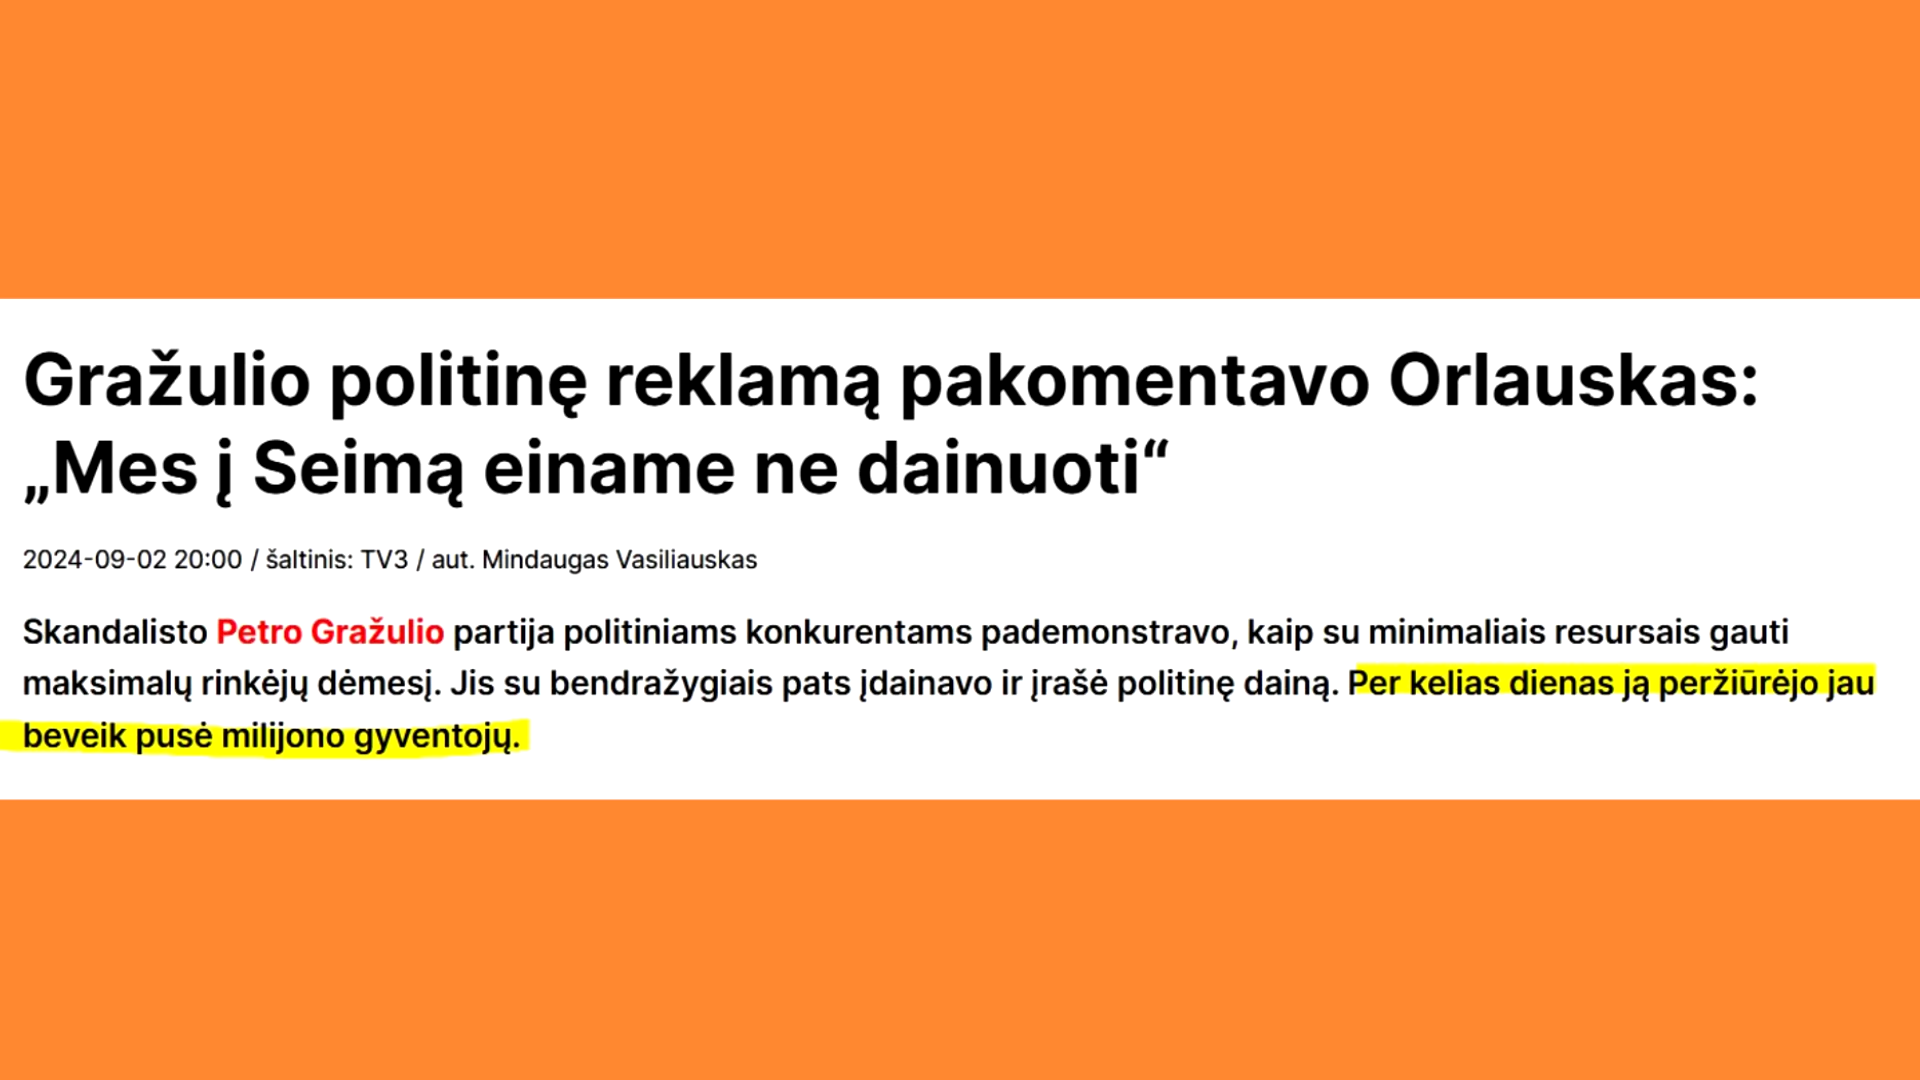 Gražulio politinę reklamą pakomentavo Orlauskas:
„Mes į Seimą einame ne dainuoti“
2024-09-02 20:00 / šaltinis: TV3 / aut. Mindaugas Vasiliauskas
Skandalisto Petro Gražulio partija politiniams konkurentams pademonstravo, kaip su minimaliais resursais gauti
maksimalų rinkėjų dėmesį. Jis su bendražygiais pats įdainavo ir įrašė politinę dainą. Per kelias dienas ją peržiūrėjo jau
beveik pusė milijono gyventojų.